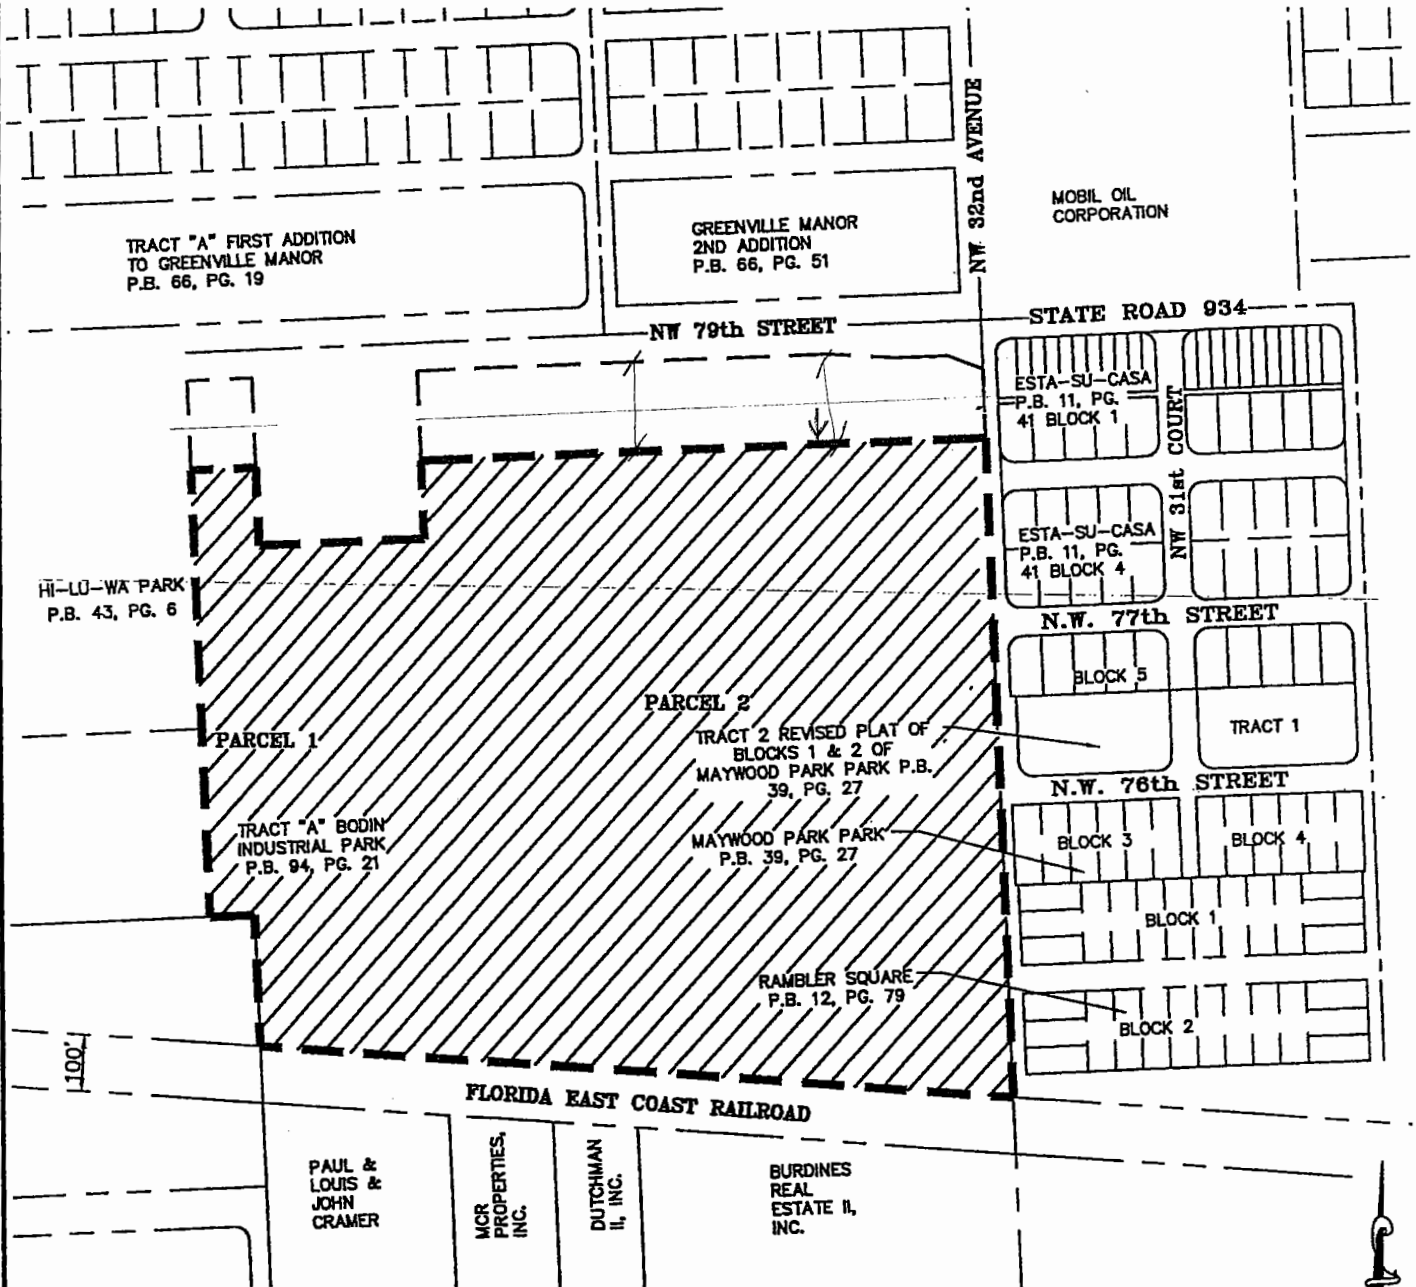 NW 32nd AVENUE
MOBIL OIL
CORPORATION
TRACT "A" FIRST ADDITION
TO GREENVILLE MANOR
P.B. 66, PG. 19
GREENVILLE MANOR
2ND ADDITION
P.B. 66, PG. 51
NW 79th STREET
STATE ROAD 934
ESTA-SU-CASA
P.B. 11, PG.
41 BLOCK 1
NW 31st COURT
ESTA-SU-CASA
P.B. 11, PG.
41 BLOCK 4
HI-LU-WA PARK
P.B. 43, PG. 6
N.W. 77th STREET
BLOCK 5
PARCEL 2
PARCEL 1
TRACT 2 REVISED PLAT OF
BLOCKS 1 & 2 OF
MAYWOOD PARK PARK P.B.
39, PG. 27
TRACT 1
N.W. 76th STREET
TRACT "A" BODIN
INDUSTRIAL PARK
P.B. 94, PG. 21
MAYWOOD PARK PARK
P.B. 39, PG. 27
BLOCK 3
BLOCK 4
BLOCK 1
RAMBLER SQUARE
P.B. 12, PG. 79
BLOCK 2
100'
FLORIDA EAST COAST RAILROAD
PAUL &
LOUIS &
JOHN
CRAMER
MCR
PROPERTIES,
INC.
DUTCHMAN
II, INC.
BURDINES
REAL
ESTATE II,
INC.